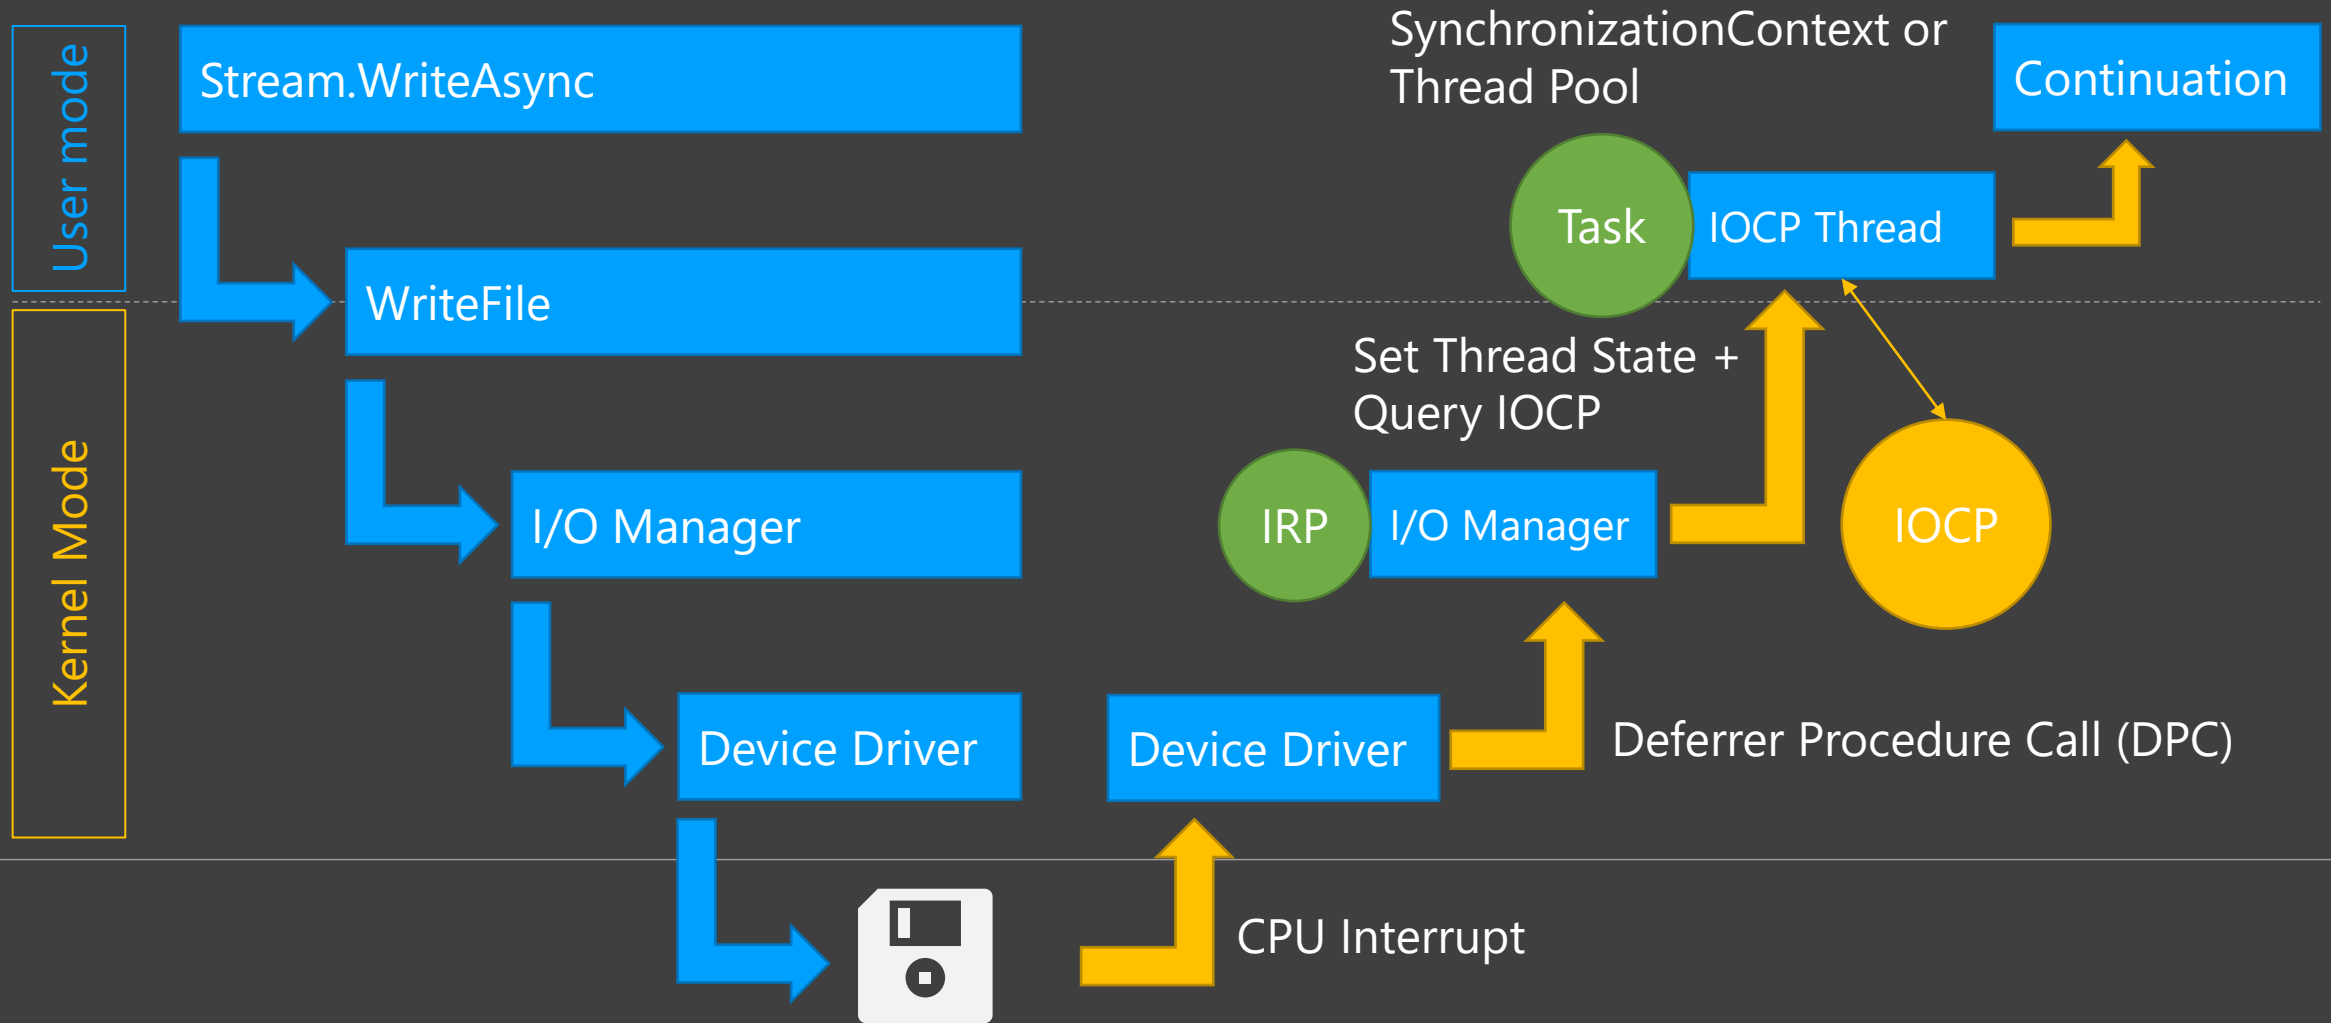 User mode
Kernel Mode
Stream.WriteAsync
WriteFile
I/O Manager
Device Driver
CPU Interrupt
Device Driver
Deferrer Procedure Call (DPC)
IRP
I/O Manager
Set Thread State +
Query IOCP
IOCP
Task
IOCP Thread
SynchronizationContext or
Thread Pool
Continuation